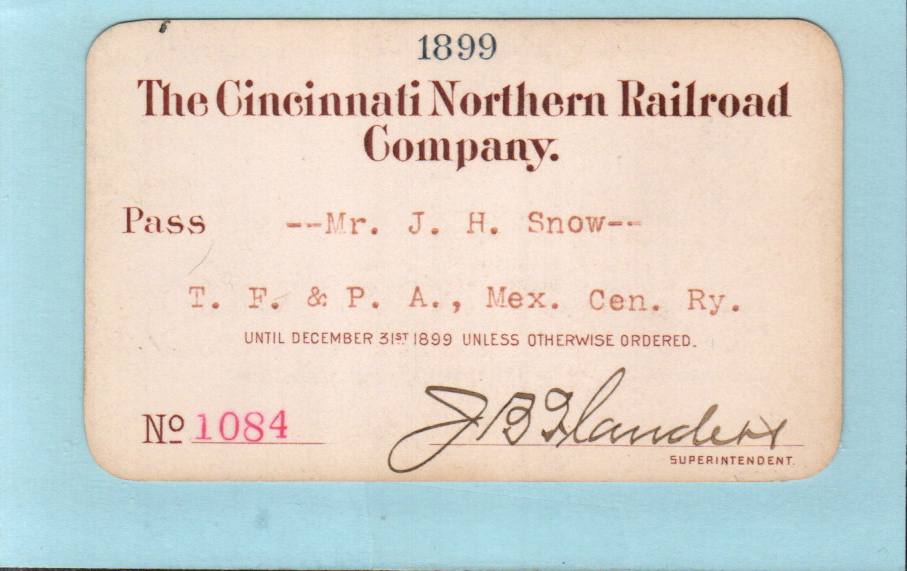 1899
The Cincinnati Northern Railroad
Company.
Pass --Mr. J. H. Snow--
T. F. & P. A., Mex. Cen. Ry.
UNTIL DECEMBER 31ST 1899 UNLESS OTHERWISE ORDERED.
No 1084 J B Flanders
SUPERINTENDENT.